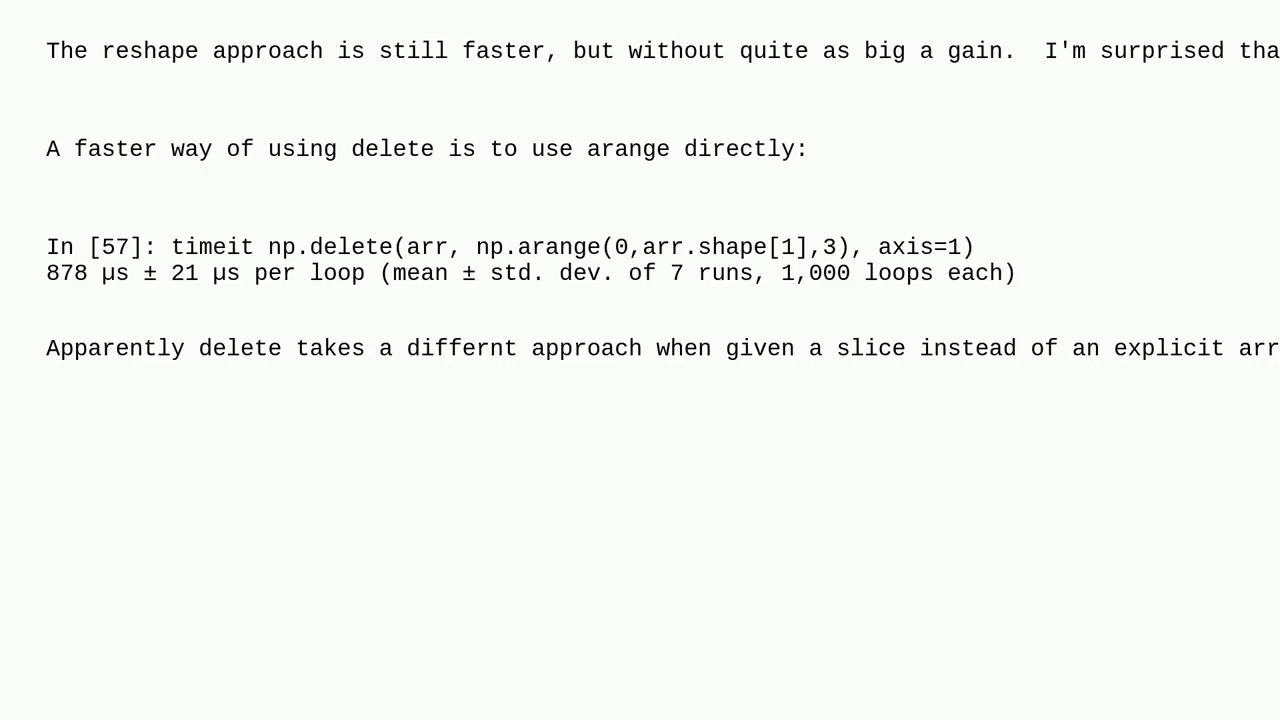 The reshape approach is still faster, but without quite as big a gain.  I'm surprised
A faster way of using delete is to use arange directly:
In [57]: timeit np.delete(arr, np.arange(0,arr.shape[1],3), axis=1)
878 µs ± 21 µs per loop (mean ± std. dev. of 7 runs, 1,000 loops each)
Apparently delete takes a differnt approach when given a slice instead of an explicit